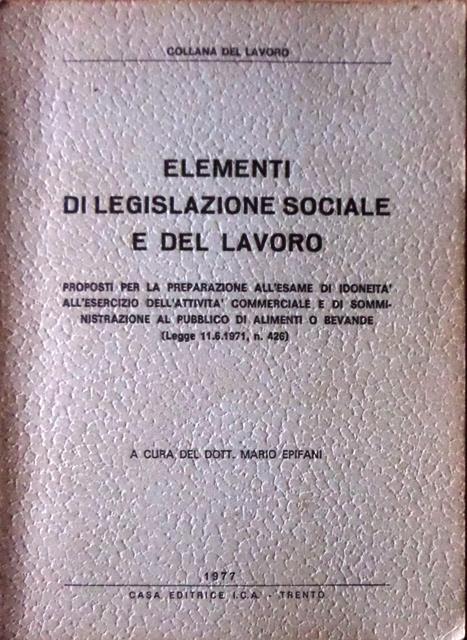 COLLANA DEL LAVORO
ELEMENTI
DI LEGISLAZIONE SOCIALE
E DEL LAVORO
PROPOSTI PER LA PREPARAZIONE ALL'ESAME DI IDONEITA'
ALL'ESERCIZIO DELL'ATTIVITA' COMMERCIALE E DI SOMMI-
NISTRAZIONE AL PUBBLICO DI ALIMENTI O BEVANDE
(Legge 11.6.1971, n. 426)
A CURA DEL DOTT. MARIO EPIFANI
1977
CASA EDITRICE I.C.A. - TRENTO